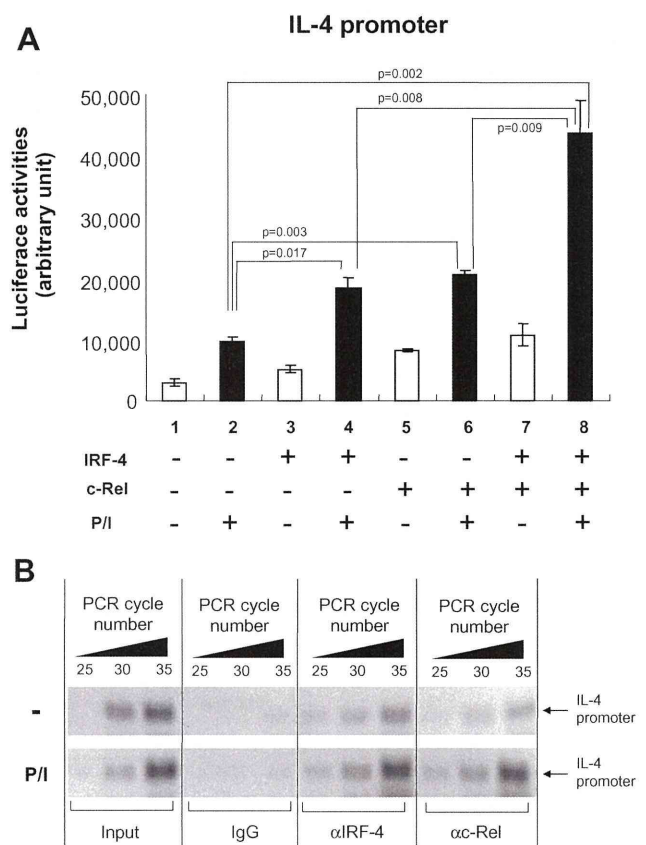 A
IL-4 promoter
Luciferace activities
(arbitrary unit)
50,000
40,000
30,000
20,000
10,000
0
p=0.002
p=0.008
p=0.009
p=0.003
p=0.017
1 2 3 4 5 6 7 8
IRF-4 - - + + - - + +
c-Rel - - - - + + + +
P/I - + - + - + - +
B
PCR cycle number PCR cycle number PCR cycle number PCR cycle number
25 30 35 25 30 35 25 30 35 25 30 35
- IL-4 promoter
P/I IL-4 promoter
Input IgG αIRF-4 αc-Rel